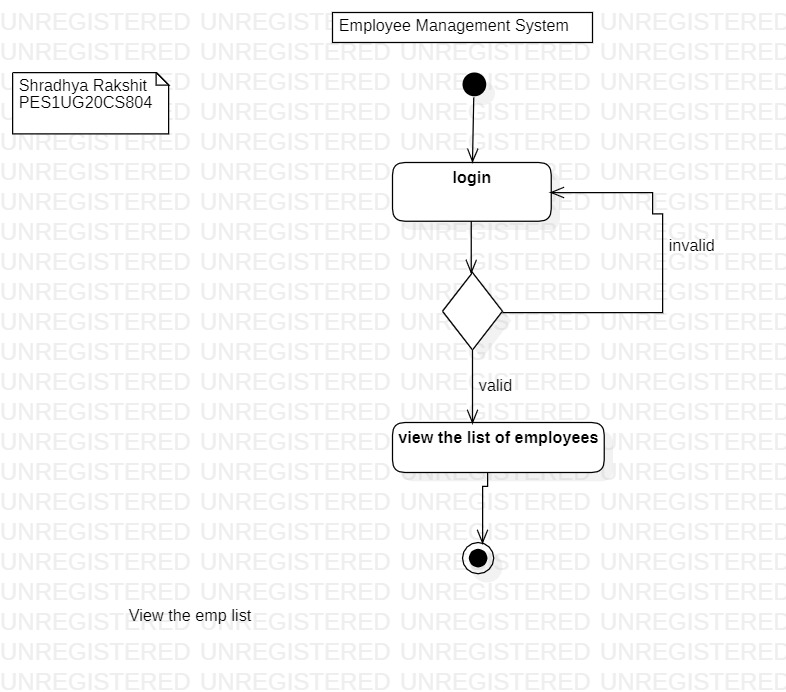 Employee Management System
Shradhya Rakshit
PES1UG20CS804
login
invalid
valid
view the list of employees
View the emp list
UNREGISTERED UNREGISTERED UNREGISTERED UNREGISTERED